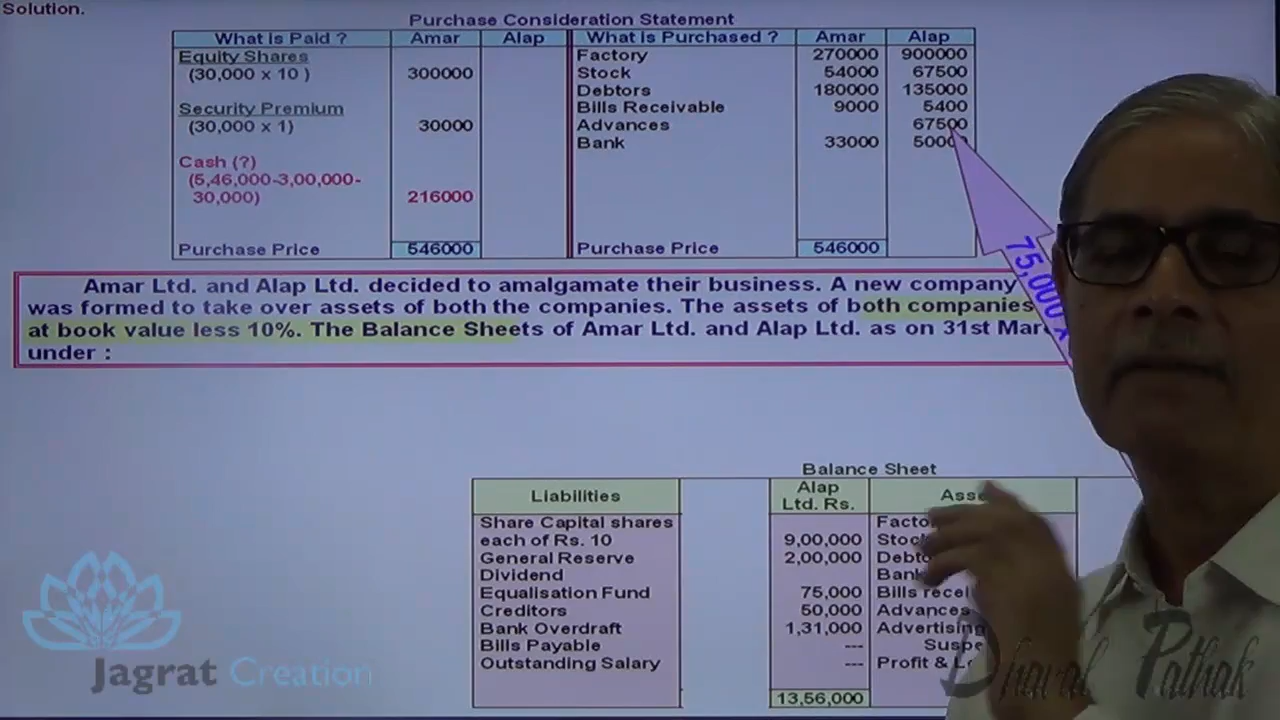 Solution.
Purchase Consideration Statement
What is Paid ? Amar Alap What is Purchased ? Amar Alap
Equity Shares Factory 270000 900000
(30,000 x 10 ) 300000 Stock 54000 67500
Debtors 180000 135000
Security Premium Bills Receivable 9000 5400
(30,000 x 1) 30000 Advances 67500
Bank 33000
Cash (?)
(5,46,000-3,00,000-
30,000) 216000
Purchase Price 546000 Purchase Price 546000
75,000 x
Amar Ltd. and Alap Ltd. decided to amalgamate their business. A new company
was formed to take over assets of both the companies. The assets of both companies
at book value less 10%. The Balance Sheets of Amar Ltd. and Alap Ltd. as on 31st
under :
Balance Sheet
Liabilities Alap
Ltd. Rs.
Share Capital shares
each of Rs. 10 9,00,000
General Reserve 2,00,000
Dividend
Equalisation Fund 75,000 Bills
Creditors 50,000 Advances
Bank Overdraft 1,31,000 Advertising
Bills Payable ---
Outstanding Salary --- Profit &
13,56,000
Jagrat Creation
Dhaval Pathak